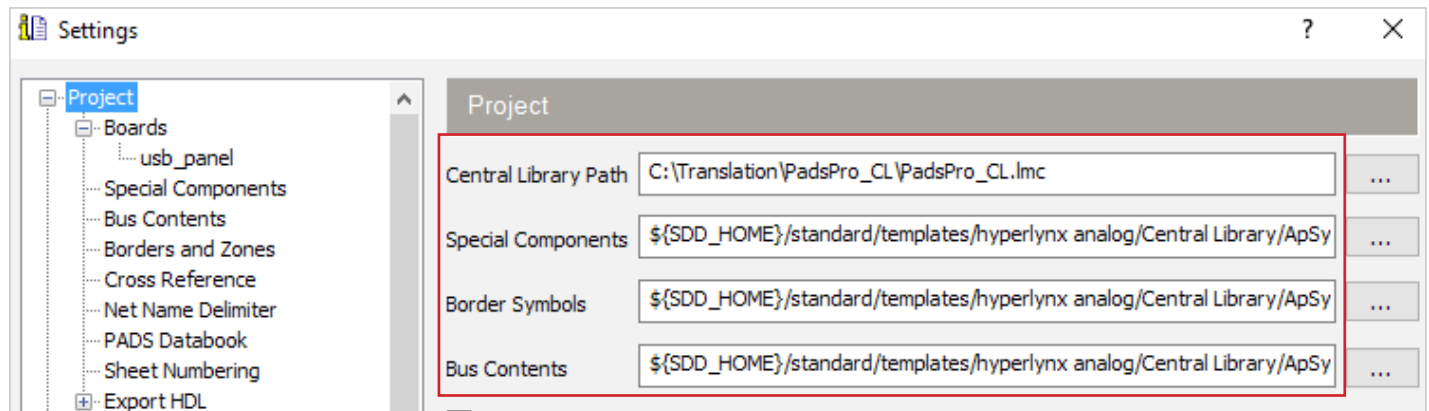 Settings
?
Project
Boards
usb_panel
Special Components
Bus Contents
Borders and Zones
Cross Reference
Net Name Delimiter
PADS Databook
Sheet Numbering
Export HDL
Project
Central Library Path C:\Translation\PadsPro_CL\PadsPro_CL.lmc ...
Special Components ${SDD_HOME}/standard/templates/hyperlynx analog/Central Library/ApSy ...
Border Symbols ${SDD_HOME}/standard/templates/hyperlynx analog/Central Library/ApSy ...
Bus Contents ${SDD_HOME}/standard/templates/hyperlynx analog/Central Library/ApSy ...